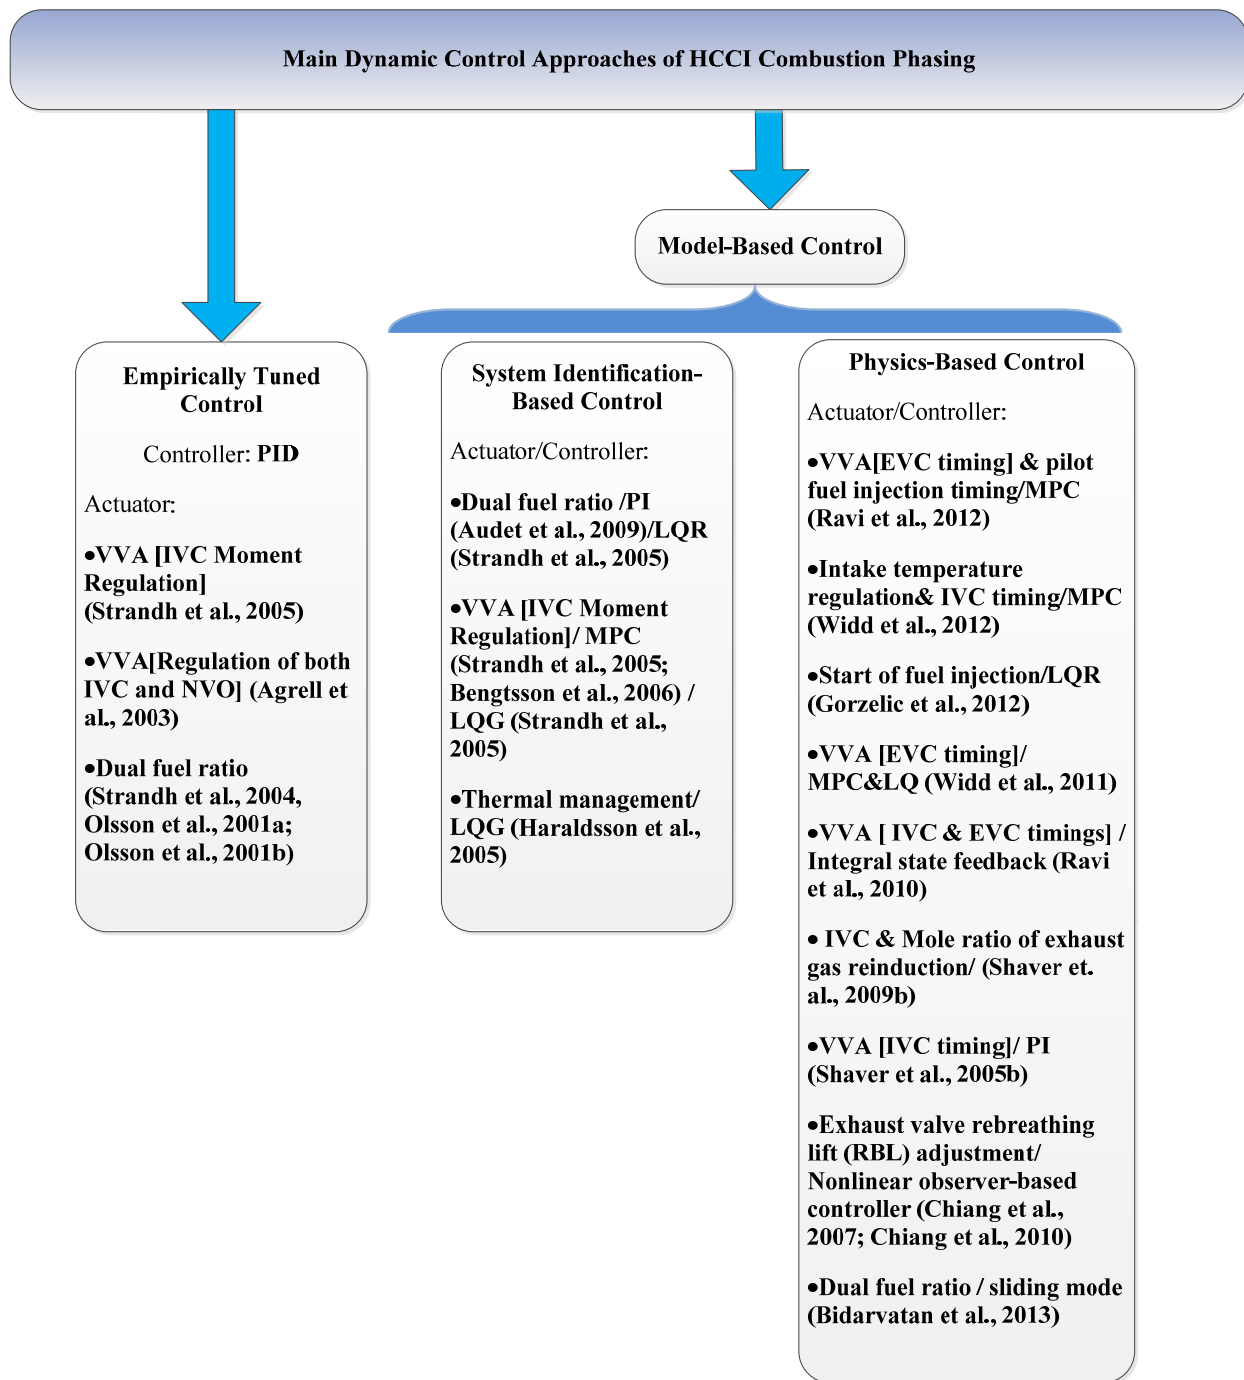 Main Dynamic Control Approaches of HCCI Combustion Phasing
Model-Based Control
Empirically Tuned
Control
Controller: PID
Actuator:
●VVA [IVC Moment
Regulation]
(Strandh et al., 2005)
●VVA[Regulation of both
IVC and NVO] (Agrell et
al., 2003)
●Dual fuel ratio
(Strandh et al., 2004,
Olsson et al., 2001a;
Olsson et al., 2001b)
System Identification-
Based Control
Actuator/Controller:
●Dual fuel ratio /PI
(Audet et al., 2009)/LQR
(Strandh et al., 2005)
●VVA [IVC Moment
Regulation]/ MPC
(Strandh et al., 2005;
Bengtsson et al., 2006) /
LQG (Strandh et al.,
2005)
●Thermal management/
LQG (Haraldsson et al.,
2005)
Physics-Based Control
Actuator/Controller:
●VVA[EVC timing] & pilot
fuel injection timing/MPC
(Ravi et al., 2012)
●Intake temperature
regulation& IVC timing/MPC
(Widd et al., 2012)
●Start of fuel injection/LQR
(Gorzelic et al., 2012)
●VVA [EVC timing]/
MPC&LQ (Widd et al., 2011)
●VVA [ IVC & EVC timings] /
Integral state feedback (Ravi
et al., 2010)
● IVC & Mole ratio of exhaust
gas reinduction/ (Shaver et.
al., 2009b)
●VVA [IVC timing]/ PI
(Shaver et al., 2005b)
●Exhaust valve rebreathing
lift (RBL) adjustment/
Nonlinear observer-based
controller (Chiang et al.,
2007; Chiang et al., 2010)
●Dual fuel ratio / sliding mode
(Bidarvatan et al., 2013)